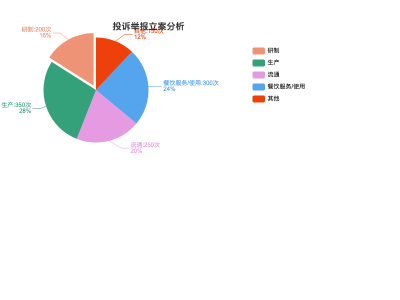 投诉举报立案分析
研制:200次
16%
其他:150次
12%
餐饮服务/使用:300次
24%
生产:350次
28%
流通:250次
20%
研制
生产
流通
餐饮服务/使用
其他